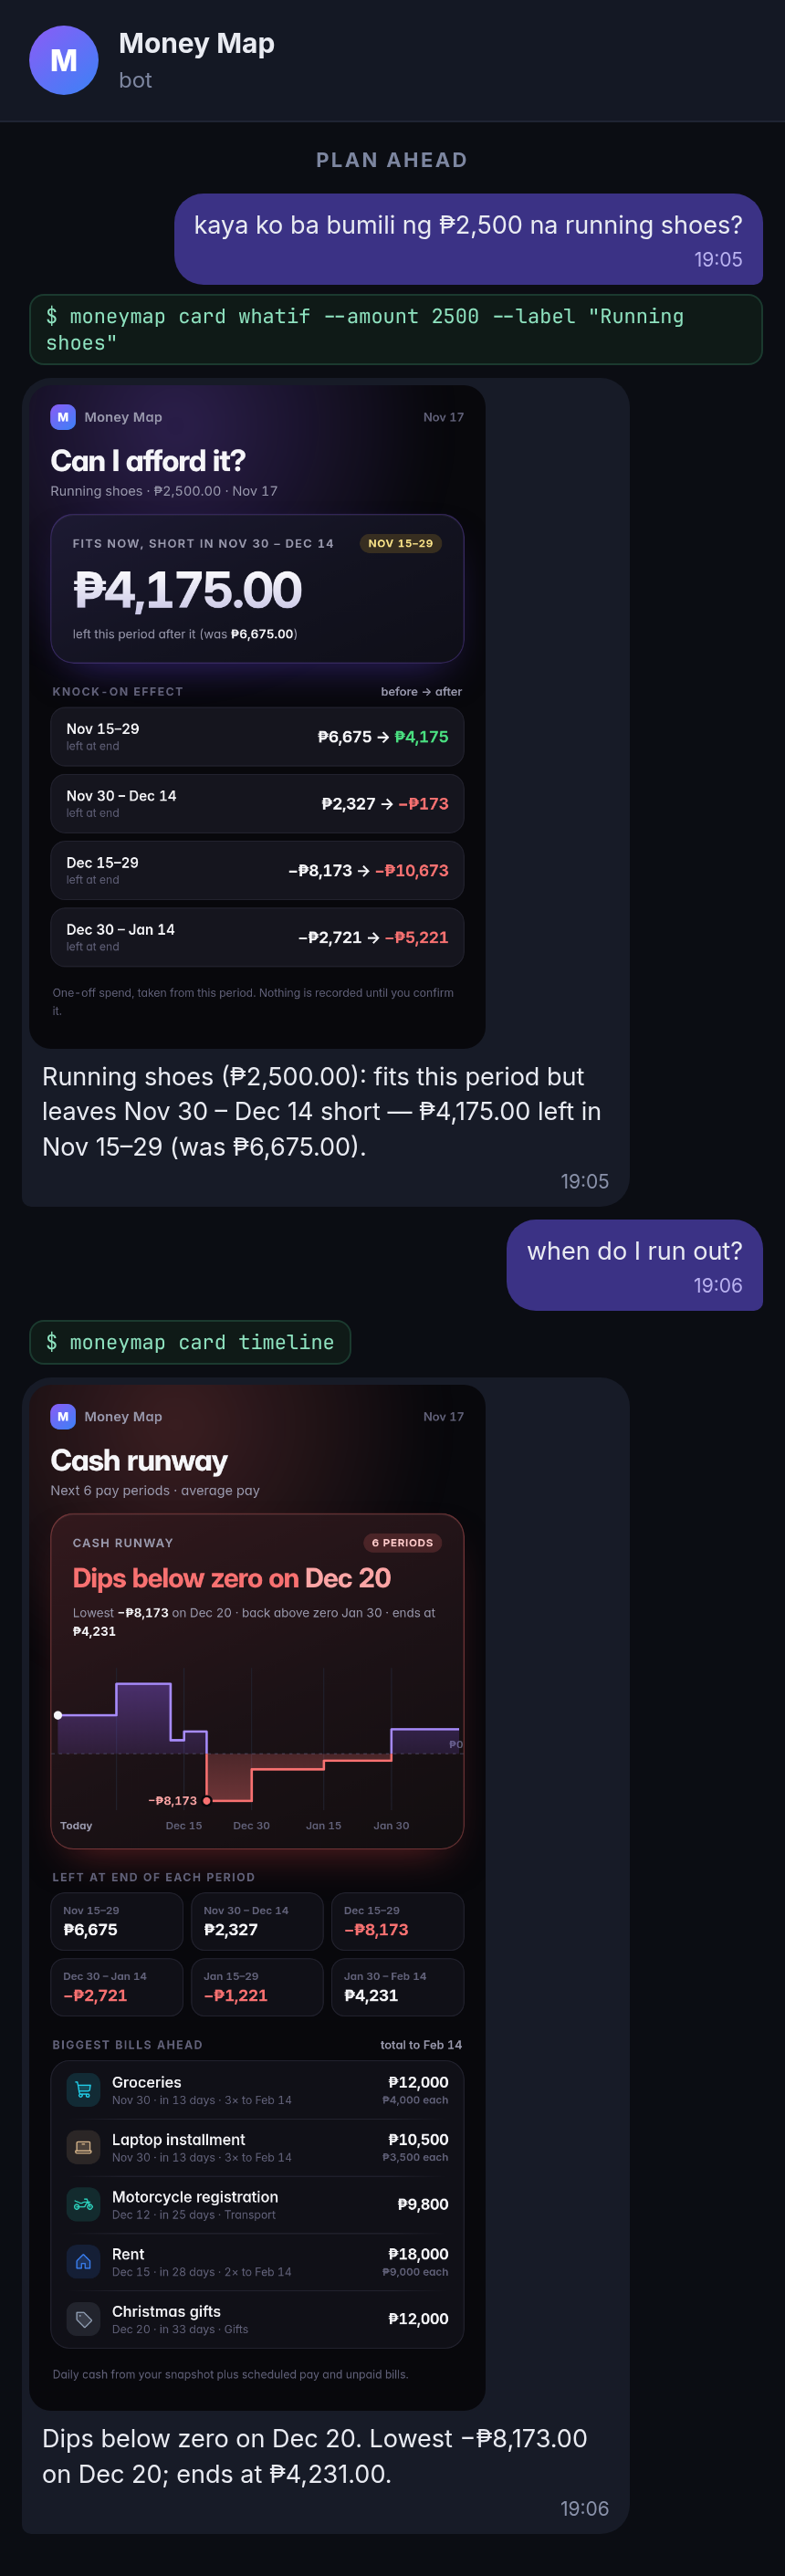 M
Money Map
bot
PLAN AHEAD
kaya ko ba bumili ng ₱2,500 na running shoes?
19:05
$ moneymap card whatif --amount 2500 --label "Running
shoes"
M Money Map Nov 17
Can I afford it?
Running shoes · ₱2,500.00 · Nov 17
FITS NOW, SHORT IN NOV 30 – DEC 14 NOV 15–29
₱4,175.00
left this period after it (was ₱6,675.00)
KNOCK-ON EFFECT before → after
Nov 15–29
left at end
₱6,675 → ₱4,175
Nov 30 – Dec 14
left at end
₱2,327 → −₱173
Dec 15–29
left at end
−₱8,173 → −₱10,673
Dec 30 – Jan 14
left at end
−₱2,721 → −₱5,221
One-off spend, taken from this period. Nothing is recorded until you confirm
it.
Running shoes (₱2,500.00): fits this period but
leaves Nov 30 – Dec 14 short — ₱4,175.00 left in
Nov 15–29 (was ₱6,675.00).
19:05
when do I run out?
19:06
$ moneymap card timeline
M Money Map Nov 17
Cash runway
Next 6 pay periods · average pay
CASH RUNWAY 6 PERIODS
Dips below zero on Dec 20
Lowest −₱8,173 on Dec 20 · back above zero Jan 30 · ends at
₱4,231
₱0
−₱8,173
Today Dec 15 Dec 30 Jan 15 Jan 30
LEFT AT END OF EACH PERIOD
Nov 15–29 Nov 30 – Dec 14 Dec 15–29
₱6,675 ₱2,327 −₱8,173
Dec 30 – Jan 14 Jan 15–29 Jan 30 – Feb 14
−₱2,721 −₱1,221 ₱4,231
BIGGEST BILLS AHEAD total to Feb 14
Groceries ₱12,000
Nov 30 · in 13 days · 3× to Feb 14 ₱4,000 each
Laptop installment ₱10,500
Nov 30 · in 13 days · 3× to Feb 14 ₱3,500 each
Motorcycle registration ₱9,800
Dec 12 · in 25 days · Transport
Rent ₱18,000
Dec 15 · in 28 days · 2× to Feb 14 ₱9,000 each
Christmas gifts ₱12,000
Dec 20 · in 33 days · Gifts
Daily cash from your snapshot plus scheduled pay and unpaid bills.
Dips below zero on Dec 20. Lowest −₱8,173.00
on Dec 20; ends at ₱4,231.00.
19:06